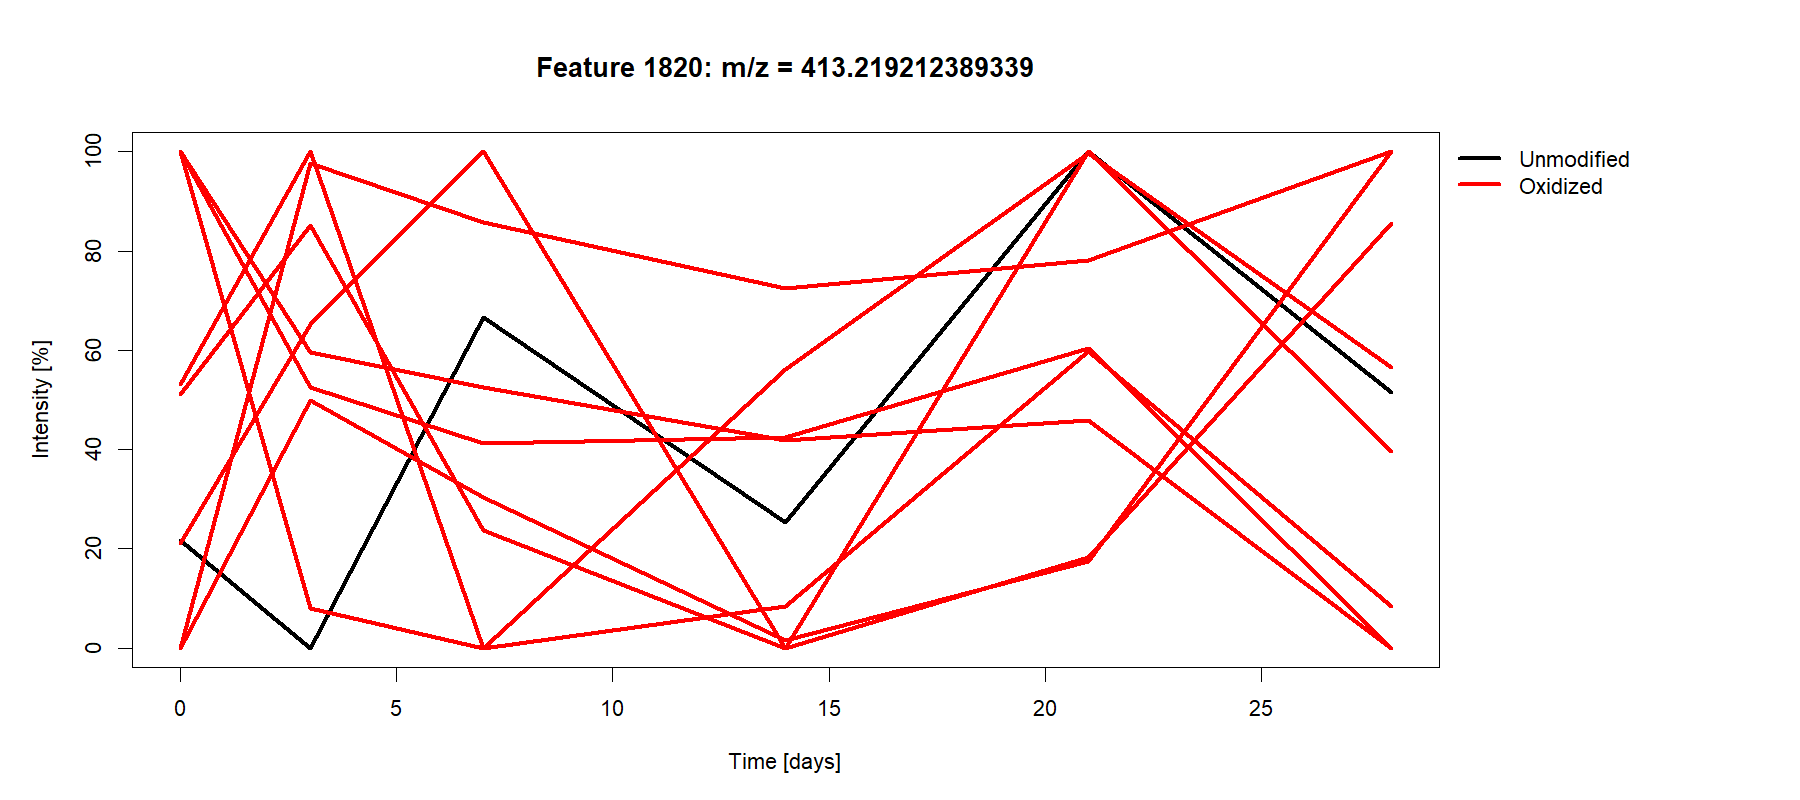 Feature 1820: m/z = 413.219212389339
Unmodified
Oxidized
Intensity [%]
100
80
60
40
20
0
0 5 10 15 20 25
Time [days]